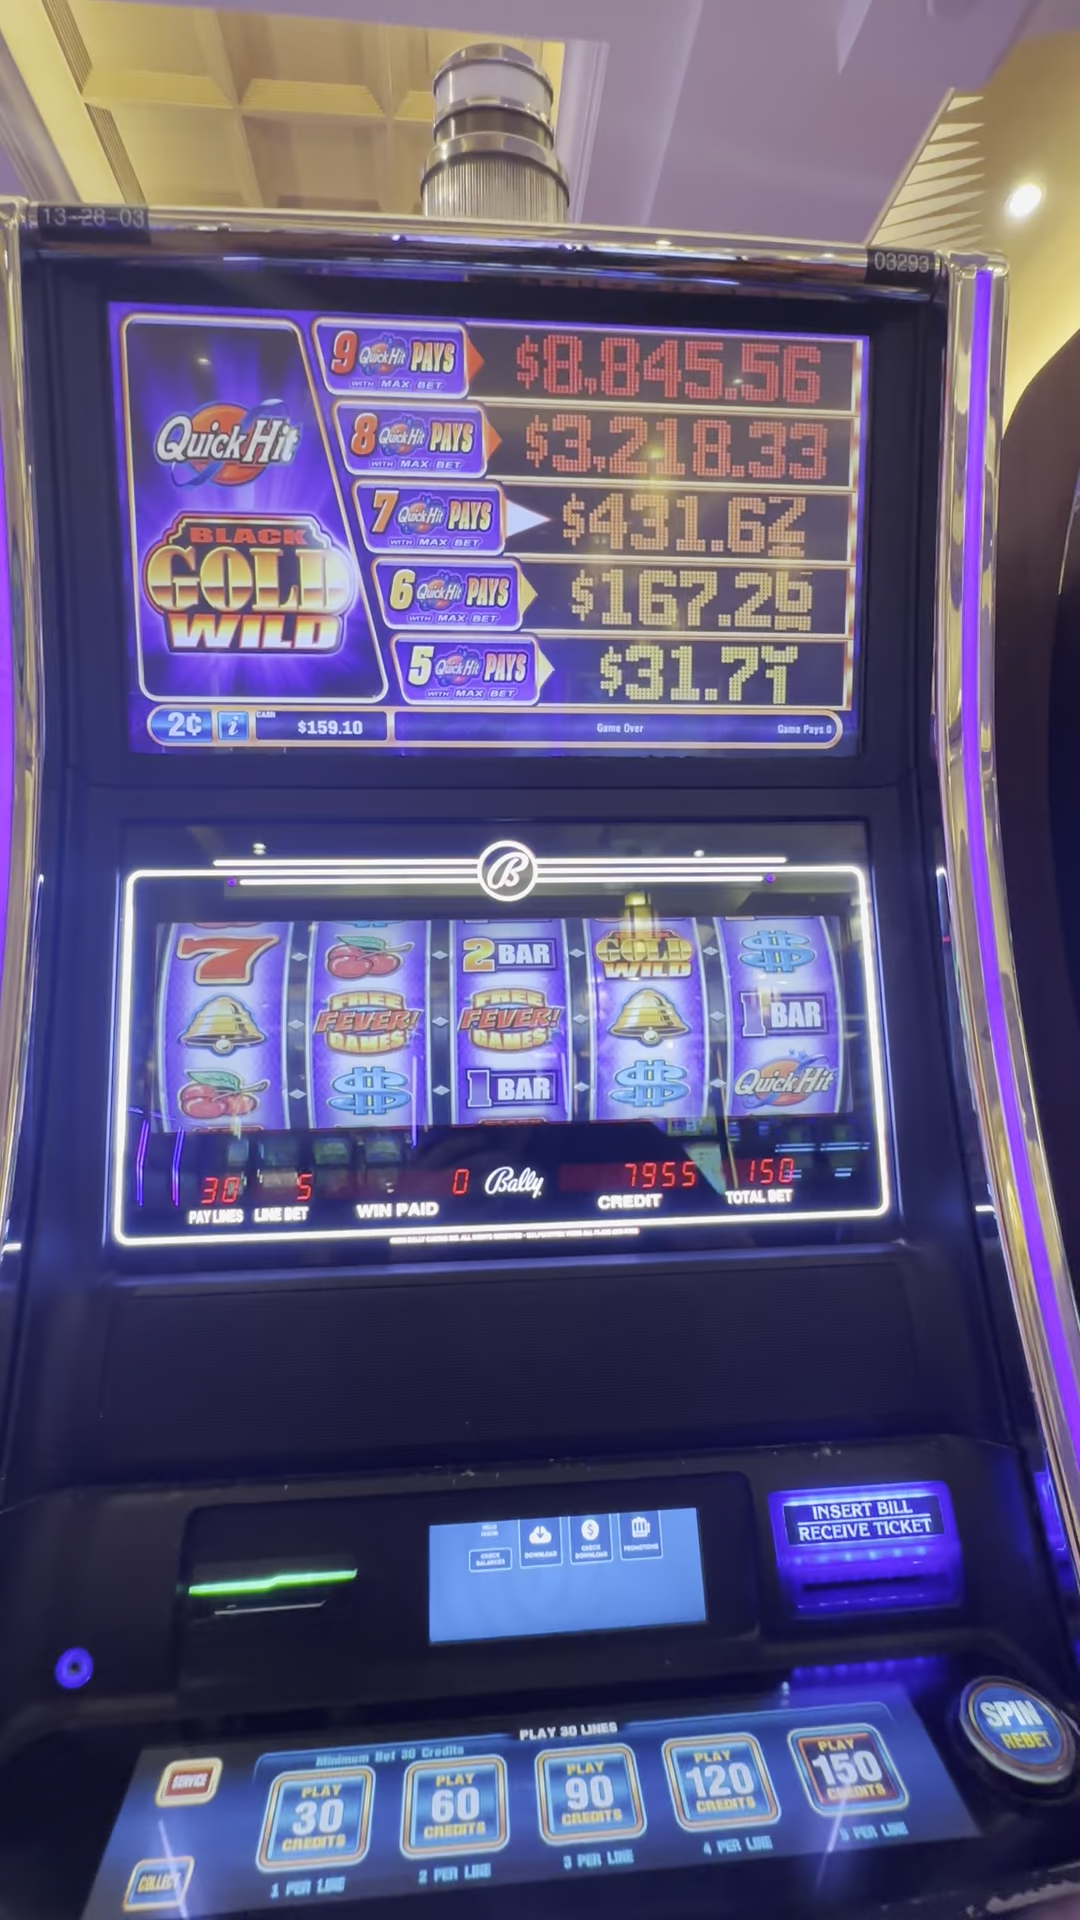 13-28-03
03293
9 Quick Hit PAYS
WITH MAX BET
$8,845.56
8 Quick Hit PAYS
WITH MAX BET
$3,218.33
Quick Hit
7 Quick Hit PAYS
WITH MAX BET
$431.62
BLACK
GOLD
WILD
6 Quick Hit PAYS
WITH MAX BET
$167.26
5 Quick Hit PAYS
WITH MAX BET
$31.71
2¢
i
CASH
$159.10
Game Over
Game Pays 0
B
7
2 BAR
GOLD
WILD
$
FREE
FEVER!
GAMES
FREE
FEVER!
GAMES
1 BAR
$
1 BAR
$
Quick Hit
30 5 0 Bally 7955 150
PAY LINES LINE BET WIN PAID CREDIT TOTAL BET
INSERT BILL
RECEIVE TICKET
CHECK
BALANCES
DOWNLOAD
CHECK
DOWNLOAD
PROMOTIONS
SPIN
REBET
PLAY 30 LINES
Minimum Bet 30 Credits
SERVICE
PLAY
30
CREDITS
PLAY
60
CREDITS
PLAY
90
CREDITS
PLAY
120
CREDITS
PLAY
150
CREDITS
COLLECT
1 PER LINE
2 PER LINE
3 PER LINE
4 PER LINE
5 PER LINE